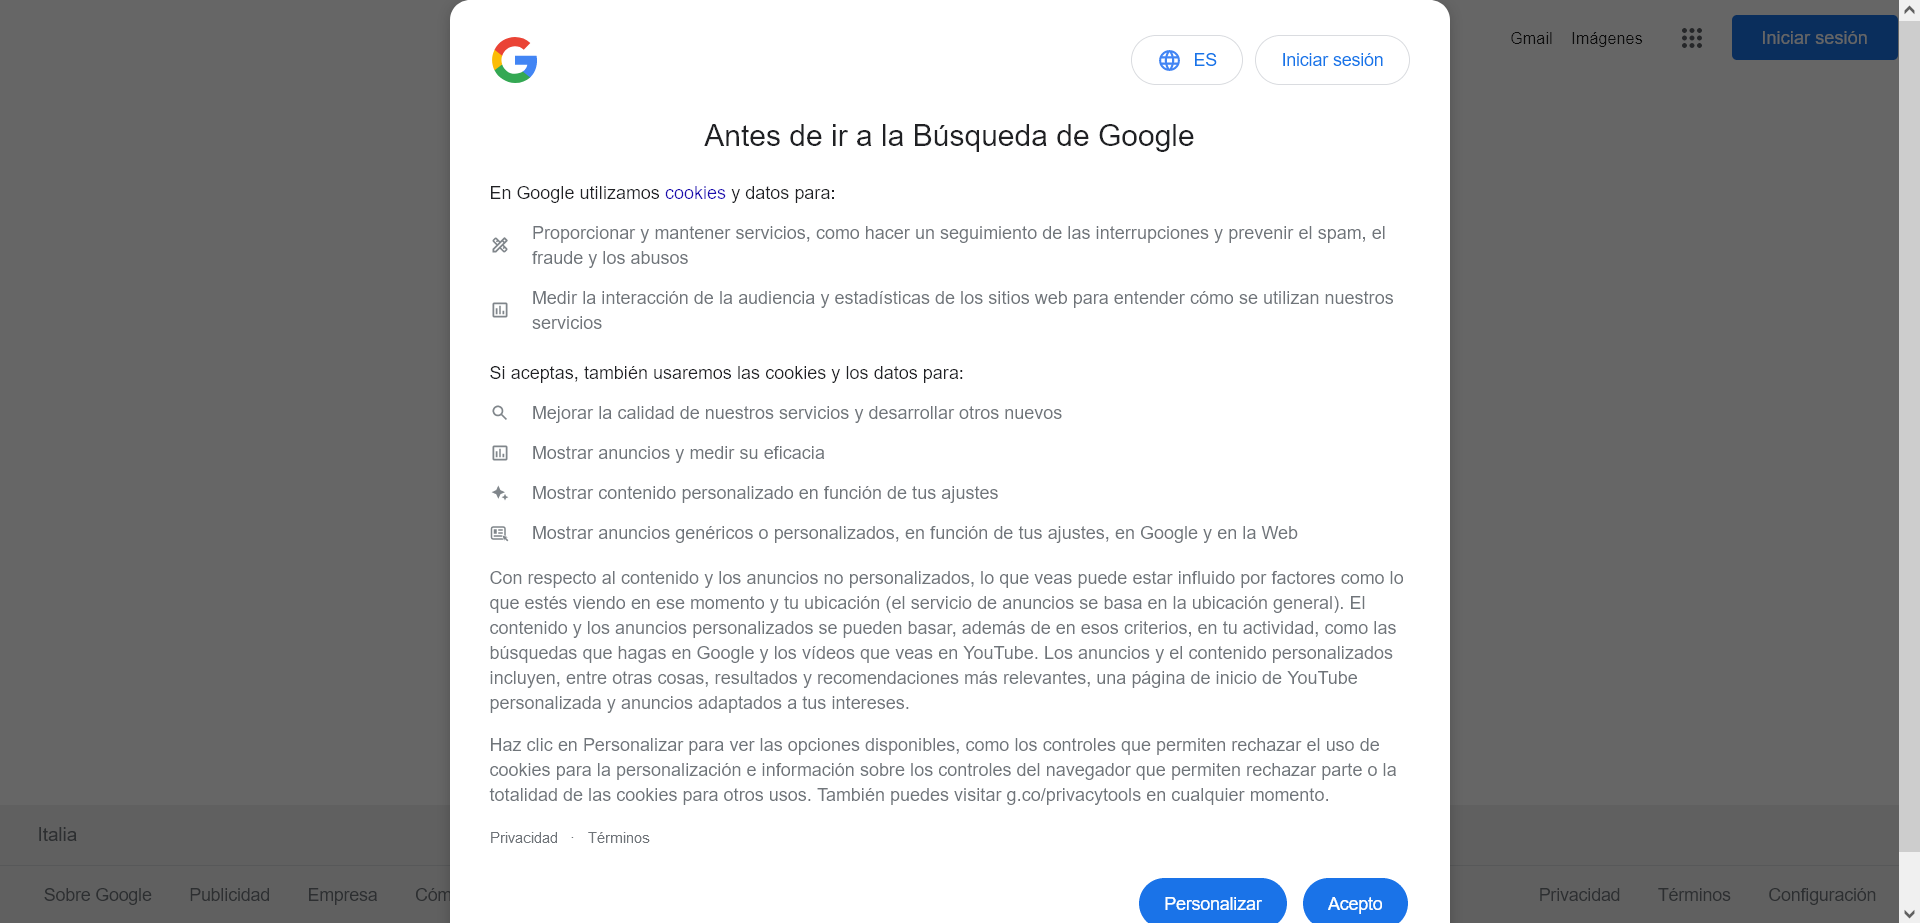 Gmail Imágenes Iniciar sesión
ES Iniciar sesión
Antes de ir a la Búsqueda de Google
En Google utilizamos cookies y datos para:
Proporcionar y mantener servicios, como hacer un seguimiento de las interrupciones y prevenir el spam, el
fraude y los abusos
Medir la interacción de la audiencia y estadísticas de los sitios web para entender cómo se utilizan nuestros
servicios
Si aceptas, también usaremos las cookies y los datos para:
Mejorar la calidad de nuestros servicios y desarrollar otros nuevos
Mostrar anuncios y medir su eficacia
Mostrar contenido personalizado en función de tus ajustes
Mostrar anuncios genéricos o personalizados, en función de tus ajustes, en Google y en la Web
Con respecto al contenido y los anuncios no personalizados, lo que veas puede estar influido por factores como lo
que estés viendo en ese momento y tu ubicación (el servicio de anuncios se basa en la ubicación general). El
contenido y los anuncios personalizados se pueden basar, además de en esos criterios, en tu actividad, como las
búsquedas que hagas en Google y los vídeos que veas en YouTube. Los anuncios y el contenido personalizados
incluyen, entre otras cosas, resultados y recomendaciones más relevantes, una página de inicio de YouTube
personalizada y anuncios adaptados a tus intereses.
Haz clic en Personalizar para ver las opciones disponibles, como los controles que permiten rechazar el uso de
cookies para la personalización e información sobre los controles del navegador que permiten rechazar parte o la
totalidad de las cookies para otros usos. También puedes visitar g.co/privacytools en cualquier momento.
Privacidad · Términos
Personalizar Acepto
Italia
Sobre Google Publicidad Empresa Cóm
Privacidad Términos Configuración